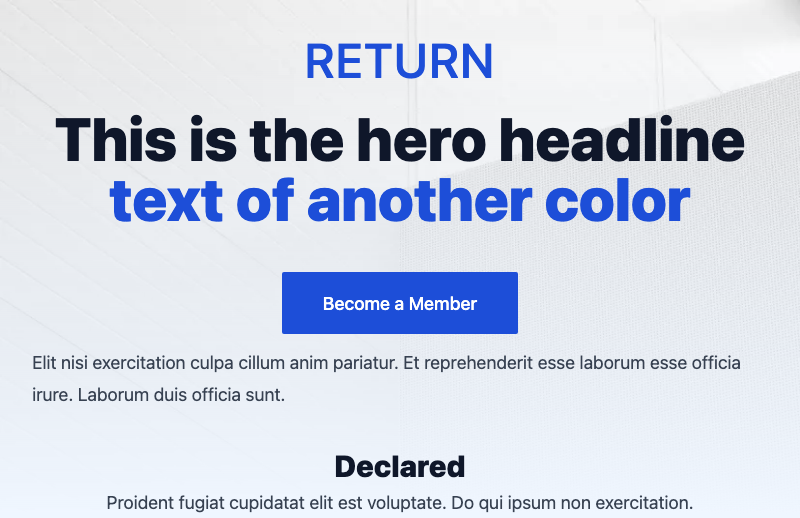 RETURN
This is the hero headline
text of another color
Become a Member
Elit nisi exercitation culpa cillum anim pariatur. Et reprehenderit esse laborum esse officia
irure. Laborum duis officia sunt.
Declared
Proident fugiat cupidatat elit est voluptate. Do qui ipsum non exercitation.